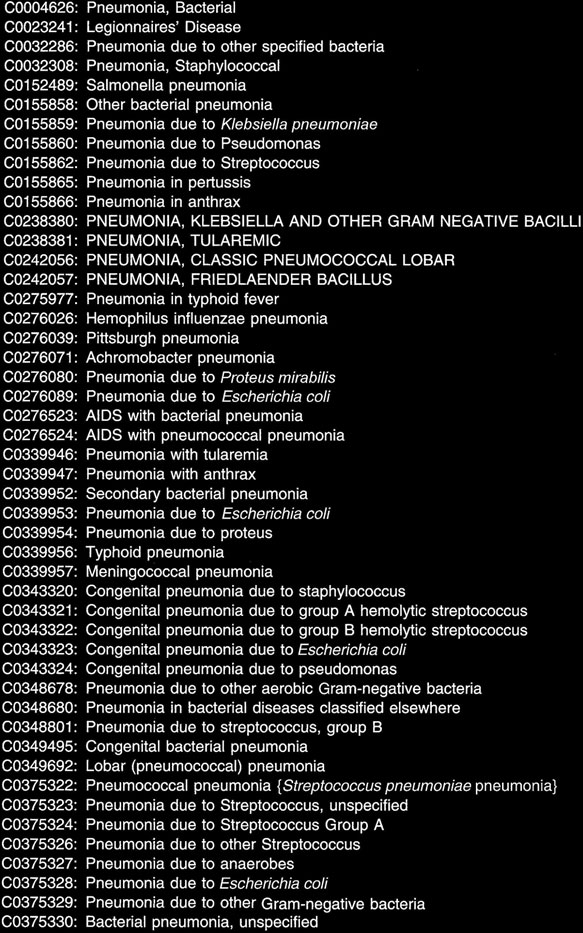 C0004626: Pneumonia, Bacterial
C0023241: Legionnaires' Disease
C0032286: Pneumonia due to other specified bacteria
C0032308: Pneumonia, Staphylococcal
C0152489: Salmonella pneumonia
C0155858: Other bacterial pneumonia
C0155859: Pneumonia due to Klebsiella pneumoniae
C0155860: Pneumonia due to Pseudomonas
C0155862: Pneumonia due to Streptococcus
C0155865: Pneumonia in pertussis
C0155866: Pneumonia in anthrax
C0238380: PNEUMONIA, KLEBSIELLA AND OTHER GRAM NEGATIVE BACILLI
C0238381: PNEUMONIA, TULAREMIC
C0242056: PNEUMONIA, CLASSIC PNEUMOCOCCAL LOBAR
C0242057: PNEUMONIA, FRIEDLAENDER BACILLUS
C0275977: Pneumonia in typhoid fever
C0276026: Hemophilus influenzae pneumonia
C0276039: Pittsburgh pneumonia
C0276071: Achromobacter pneumonia
C0276080: Pneumonia due to Proteus mirabilis
C0276089: Pneumonia due to Escherichia coli
C0276523: AIDS with bacterial pneumonia
C0276524: AIDS with pneumococcal pneumonia
C0339946: Pneumonia with tularemia
C0339947: Pneumonia with anthrax
C0339952: Secondary bacterial pneumonia
C0339953: Pneumonia due to Escherichia coli
C0339954: Pneumonia due to proteus
C0339956: Typhoid pneumonia
C0339957: Meningococcal pneumonia
C0343320: Congenital pneumonia due to staphylococcus
C0343321: Congenital pneumonia due to group A hemolytic streptococcus
C0343322: Congenital pneumonia due to group B hemolytic streptococcus
C0343323: Congenital pneumonia due to Escherichia coli
C0343324: Congenital pneumonia due to pseudomonas
C0348678: Pneumonia due to other aerobic Gram-negative bacteria
C0348680: Pneumonia in bacterial diseases classified elsewhere
C0348801: Pneumonia due to streptococcus, group B
C0349495: Congenital bacterial pneumonia
C0349692: Lobar (pneumococcal) pneumonia
C0375322: Pneumococcal pneumonia {Streptococcus pneumoniae pneumonia}
C0375323: Pneumonia due to Streptococcus, unspecified
C0375324: Pneumonia due to Streptococcus Group A
C0375326: Pneumonia due to other Streptococcus
C0375327: Pneumonia due to anaerobes
C0375328: Pneumonia due to Escherichia coli
C0375329: Pneumonia due to other Gram-negative bacteria
C0375330: Bacterial pneumonia, unspecified